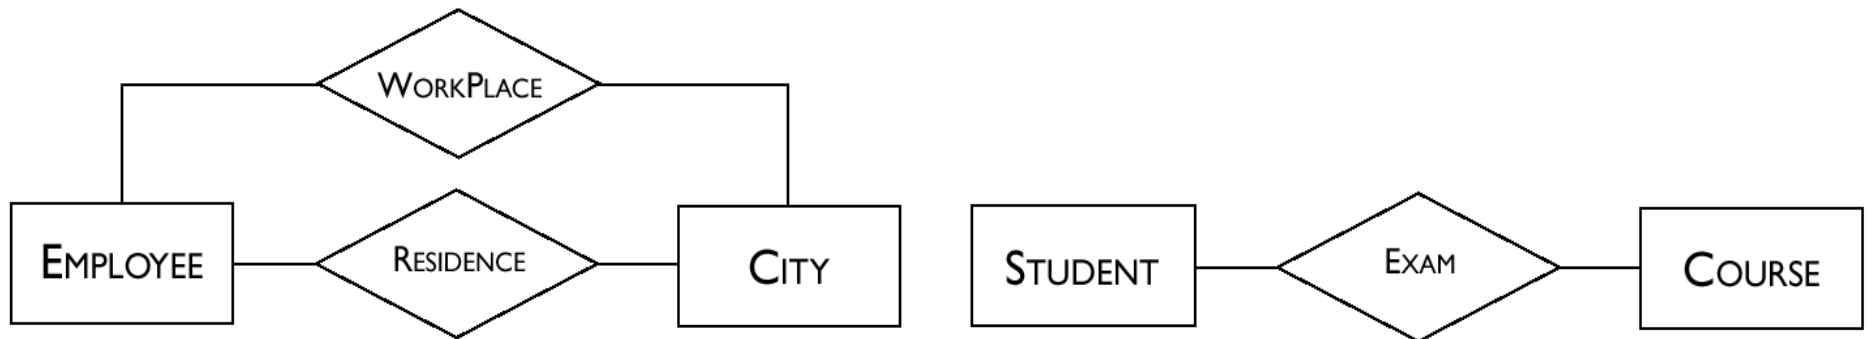 WORKPLACE
EMPLOYEE
RESIDENCE
CITY
STUDENT
EXAM
COURSE